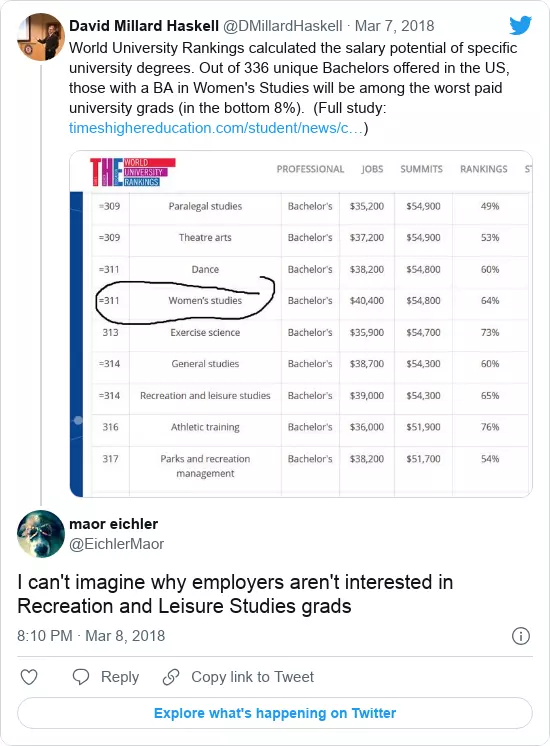 David Millard Haskell @DMillardHaskell · Mar 7, 2018
World University Rankings calculated the salary potential of specific
university degrees. Out of 336 unique Bachelors offered in the US,
those with a BA in Women's Studies will be among the worst paid
university grads (in the bottom 8%).  (Full study:
timeshighereducation.com/student/news/c…)
THE WORLD
UNIVERSITY
RANKINGS
PROFESSIONAL JOBS SUMMITS RANKINGS
=309 Paralegal studies Bachelor's $35,200 $54,900 49%
=309 Theatre arts Bachelor's $37,200 $54,900 53%
=311 Dance Bachelor's $38,200 $54,800 60%
=311 Women's studies Bachelor's $40,400 $54,800 64%
313 Exercise science Bachelor's $35,900 $54,700 73%
=314 General studies Bachelor's $38,700 $54,300 60%
=314 Recreation and leisure studies Bachelor's $39,000 $54,300 65%
316 Athletic training Bachelor's $36,000 $51,900 76%
317 Parks and recreation management Bachelor's $38,200 $51,700 54%
maor eichler
@EichlerMaor
I can't imagine why employers aren't interested in
Recreation and Leisure Studies grads
8:10 PM · Mar 8, 2018
Reply Copy link to Tweet
Explore what's happening on Twitter